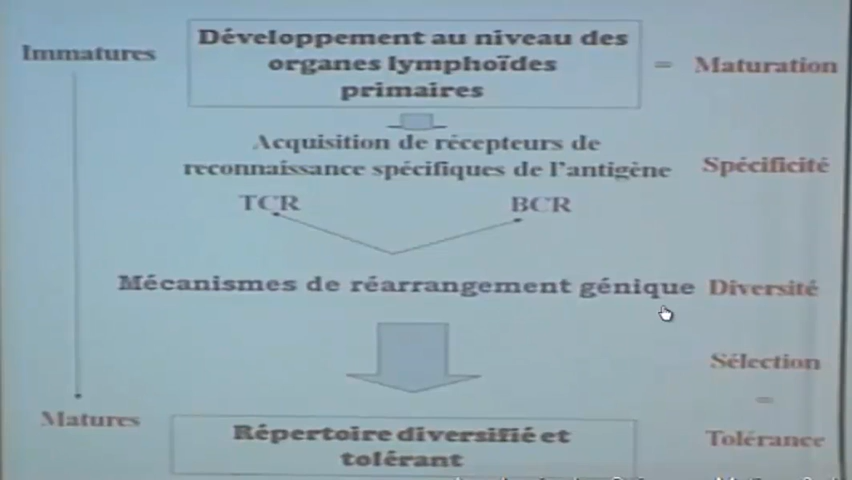 Immatures
Développement au niveau des
organes lymphoïdes
primaires
= Maturation
Acquisition de récepteurs de
reconnaissance spécifiques de l'antigène
Spécificité
TCR
BCR
Mécanismes de réarrangement génique
Diversité
Sélection
=
Tolérance
Matures
Répertoire diversifié et
tolérant